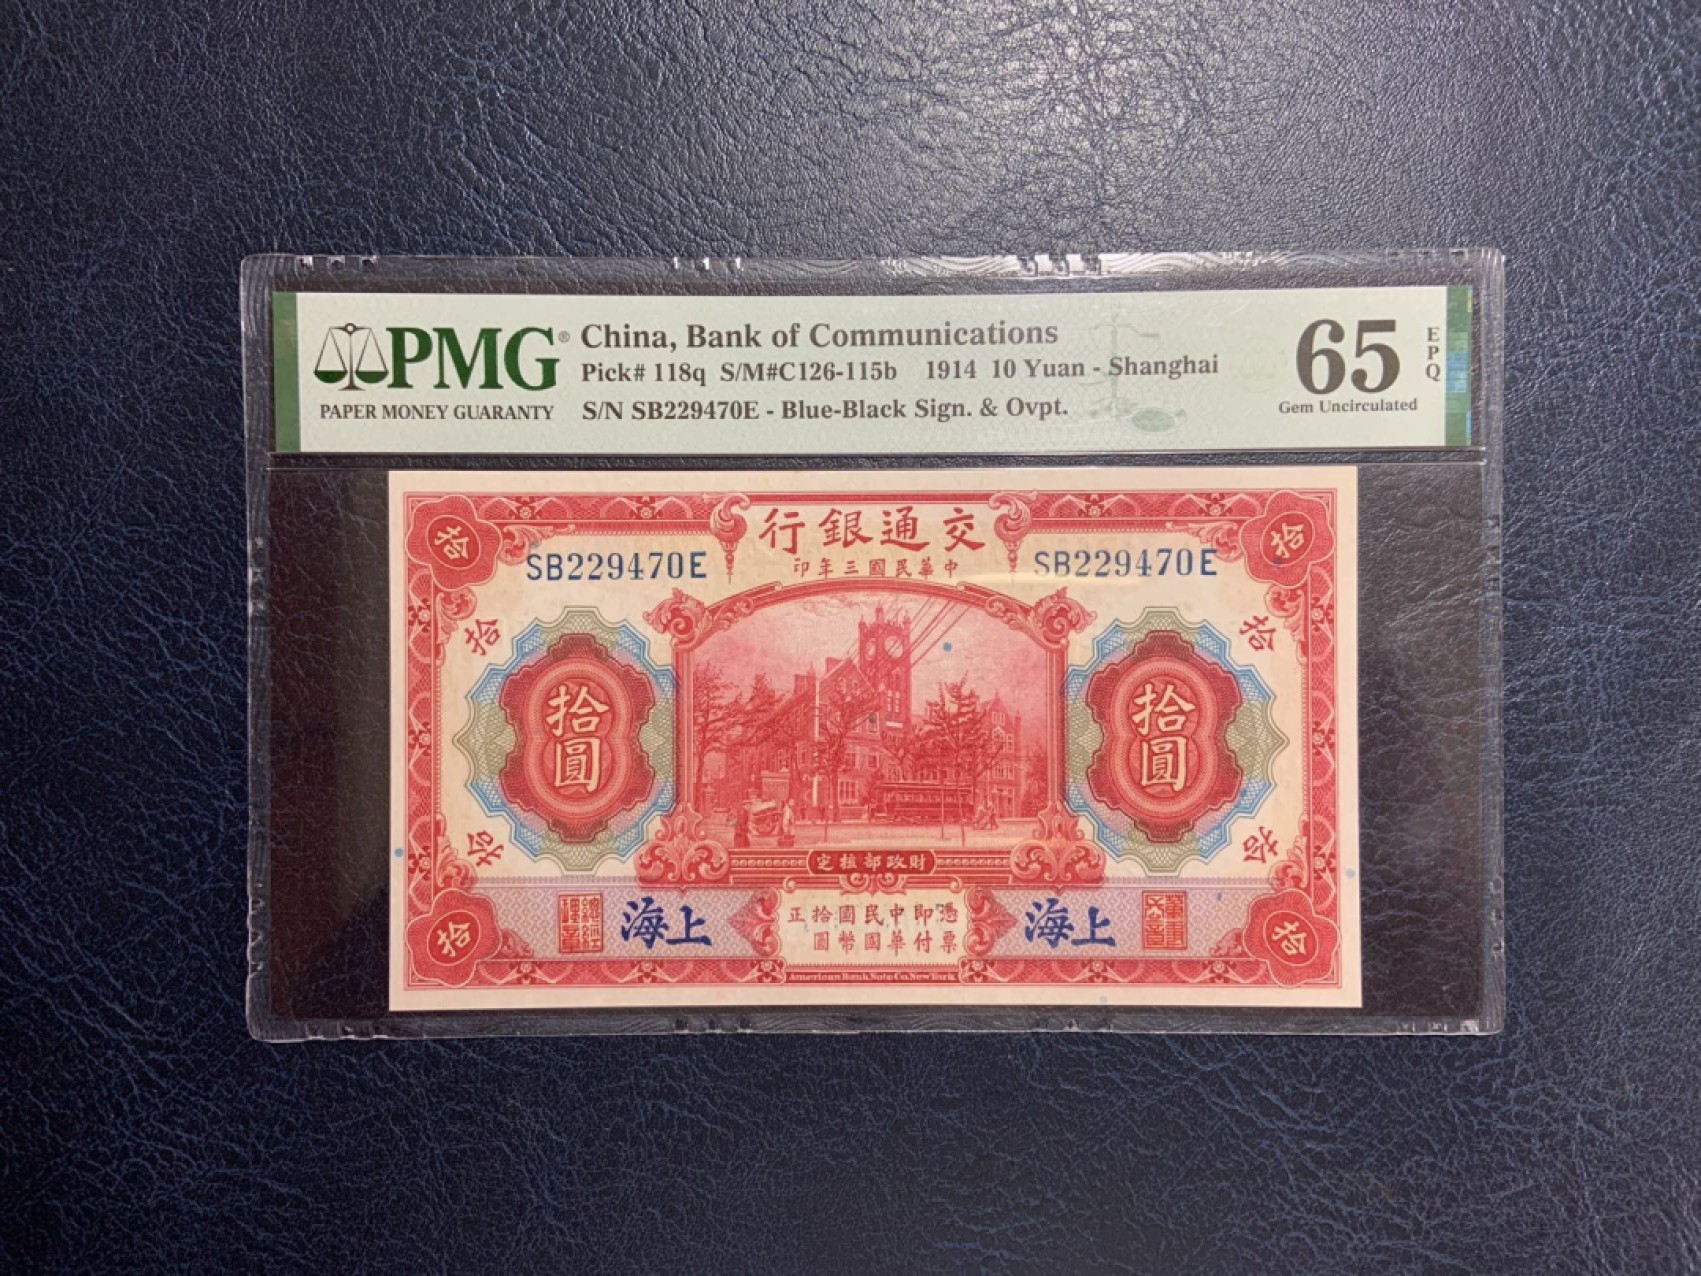 PMG®
PAPER MONEY GUARANTY
China, Bank of Communications
Pick# 118q S/M#C126-115b 1914 10 Yuan - Shanghai
S/N SB229470E - Blue-Black Sign. & Ovpt.
65
EPQ
Gem Uncirculated
行銀通交
印年三國民華中
SB229470E
SB229470E
拾
拾
拾
拾
拾圓
拾圓
拾
拾
定核部政財
上海
上海
憑票即付中華民國國幣拾圓正
拾
拾
American Bank Note Co. New York.